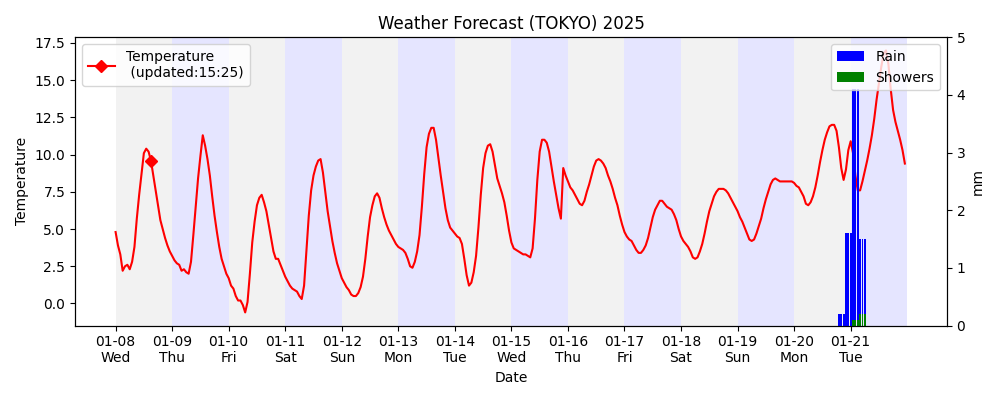 Weather Forecast (TOKYO) 2025
Temperature
(updated:15:25)
Rain
Showers
17.5
15.0
12.5
10.0
7.5
5.0
2.5
0.0
Temperature
5
4
3
2
1
0
mm
01-08 01-09 01-10 01-11 01-12 01-13 01-14 01-15 01-16 01-17 01-18 01-19 01-20 01-21
Wed Thu Fri Sat Sun Mon Tue Wed Thu Fri Sat Sun Mon Tue
Date